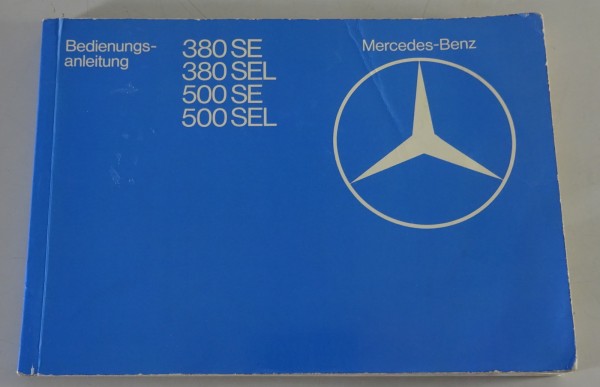 Bedienungs-
anleitung
380 SE
380 SEL
500 SE
500 SEL
Mercedes-Benz